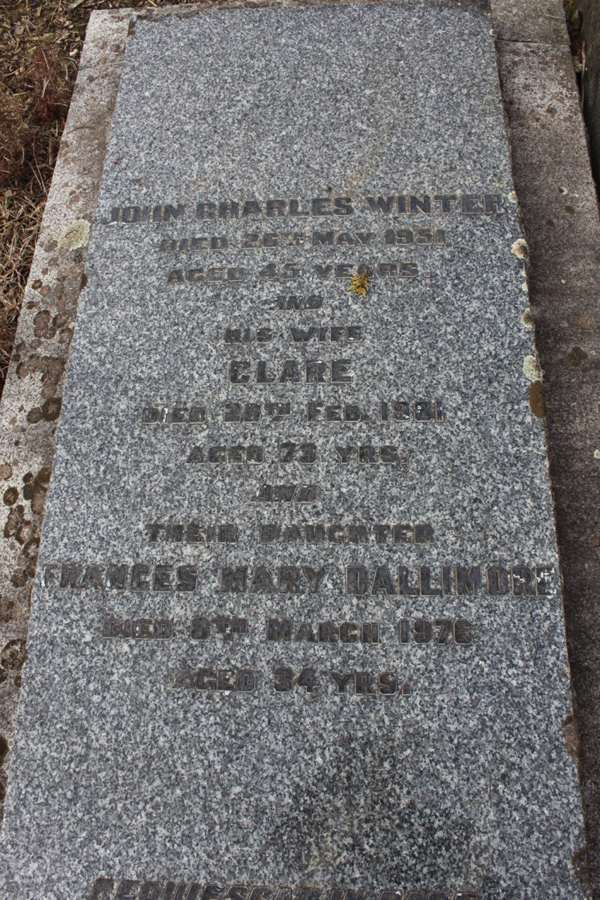 JOHN CHARLES WINTER
DIED 26TH MAY 1951
AGED 45 YEARS
AND
HIS WIFE
CLARE
DIED 28TH FEB. 1981
AGED 73 YRS.
AND
THEIR DAUGHTER
FRANCES MARY DALLIMORE
DIED 8TH MARCH 1976
AGED 34 YRS.